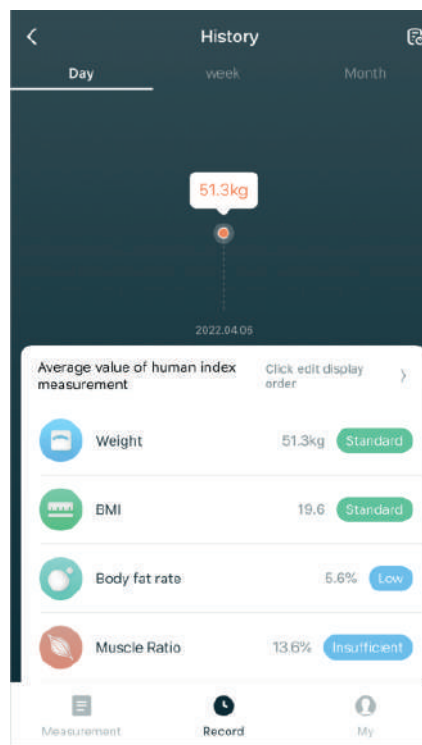 History
Day week Month
51.3kg
2022.04.06
Average value of human index measurement
Click edit display order
Weight 51.3kg Standard
BMI 19.6 Standard
Body fat rate 5.6% Low
Muscle Ratio 13.6% Insufficient
Measurement Record My